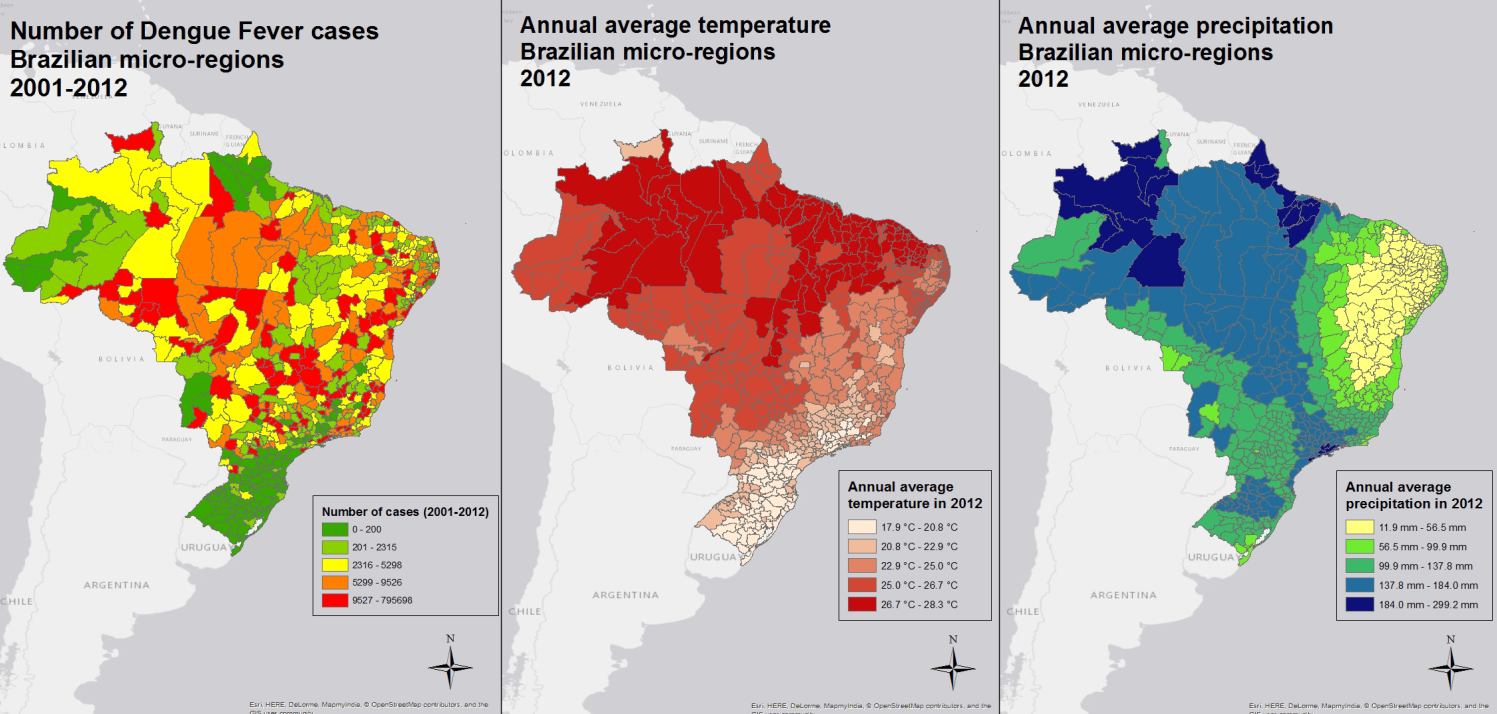 Number of Dengue Fever cases
Brazilian micro-regions
2001-2012
VENEZUELA
GUYANA
SURINAME
FRENCH
GUIANA
LOMBIA
BOLIVIA
PARAGUAY
URUGUAY
ARGENTINA
CHILE
Number of cases (2001-2012)
0 - 200
201 - 2315
2316 - 5298
5299 - 9526
9527 - 795698
N
Esri, HERE, DeLorme, MapmyIndia, © OpenStreetMap contributors, and the
GIS user community
Annual average temperature
Brazilian micro-regions
2012
VENEZUELA
GUYANA
SURINAME
FRENCH
GUIANA
OLOMBIA
BOLIVIA
PARAGUAY
URUGUAY
ARGENTINA
CHILE
Annual average
temperature in 2012
17.9 °C - 20.8 °C
20.8 °C - 22.9 °C
22.9 °C - 25.0 °C
25.0 °C - 26.7 °C
26.7 °C - 28.3 °C
N
Esri, HERE, DeLorme, MapmyIndia, © OpenStreetMap contributors, and the
GIS user community
Annual average precipitation
Brazilian micro-regions
2012
VENEZUELA
GUYANA
SURINAME
FRENCH
GUIANA
OLOMBIA
BOLIVIA
PARAGUAY
URUGUA
ARGENTINA
CHILE
Annual average
precipitation in 2012
11.9 mm - 56.5 mm
56.5 mm - 99.9 mm
99.9 mm - 137.8 mm
137.8 mm - 184.0 mm
184.0 mm - 299.2 mm
N
Esri, HERE, DeLorme, MapmyIndia, © OpenStreetMap contributors, and the
GIS user community